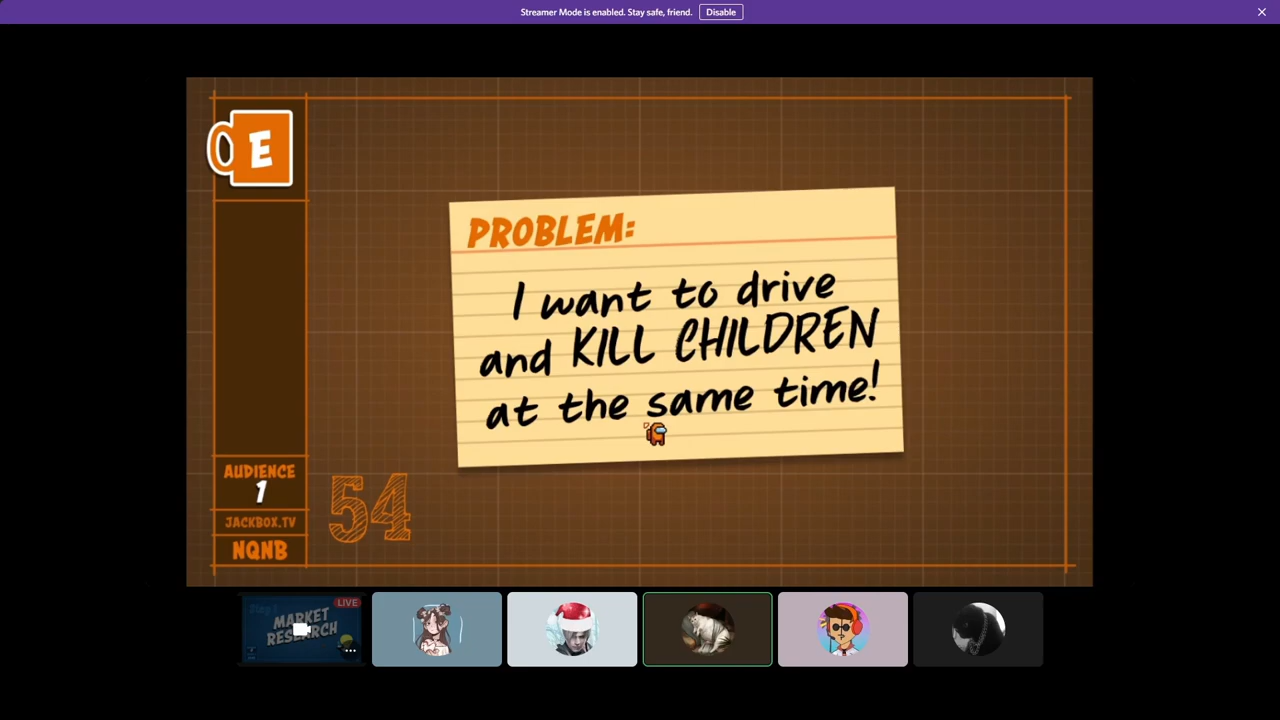 Streamer Mode is enabled. Stay safe, friend. Disable
E
PROBLEM:
I want to drive
and KILL CHILDREN
at the same time!
AUDIENCE
1
54
JACKBOX.TV
NQNB
LIVE
MARKET
RESEARCH